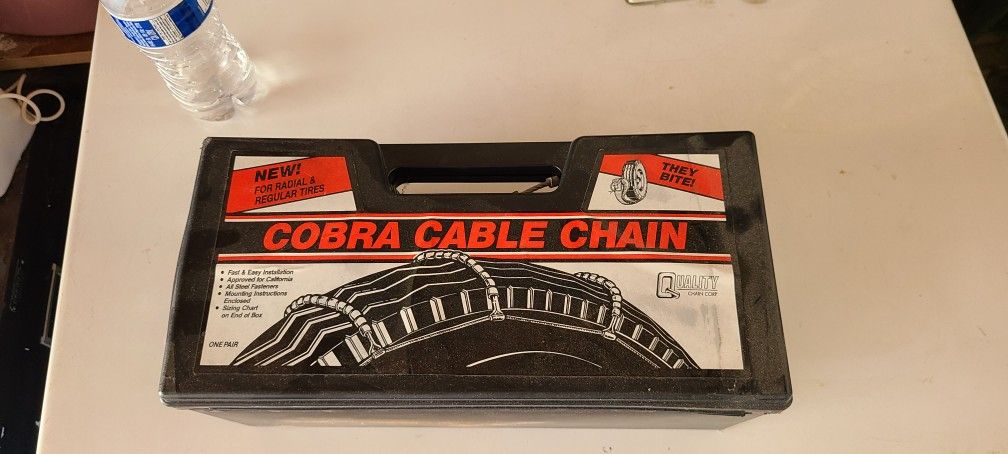 NEW!
FOR RADIAL &
REGULAR TIRES
THEY
BITE!
COBRA CABLE CHAIN
• Fast & Easy Installation
• Approved for California
• All Steel Fasteners
• Mounting Instructions
Enclosed
• Sizing Chart
on End of Box
QUALITY
CHAIN CORP
ONE PAIR